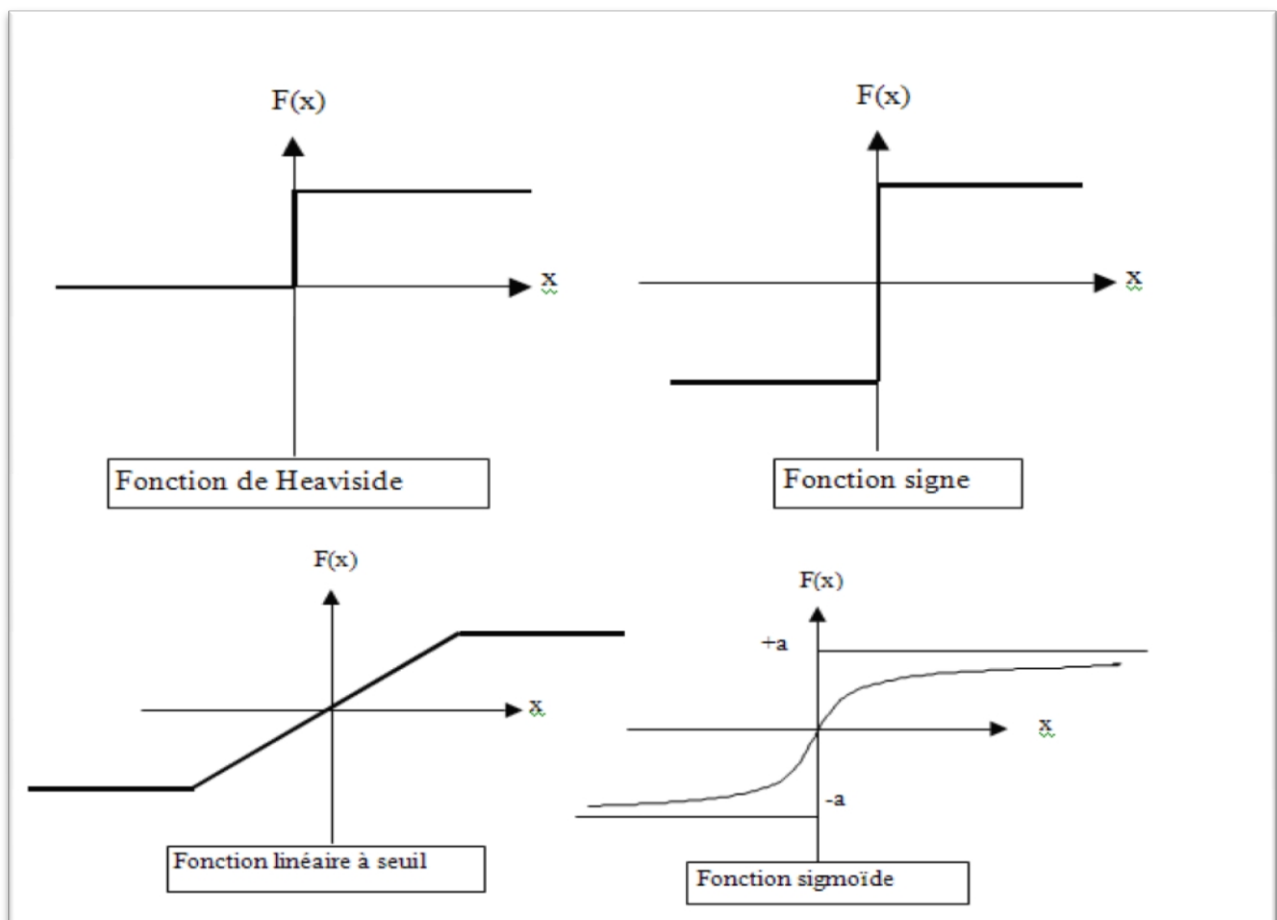 F(x)
x
Fonction de Heaviside
F(x)
x
Fonction signe
F(x)
x
Fonction linéaire à seuil
F(x)
+a
x
-a
Fonction sigmoïde